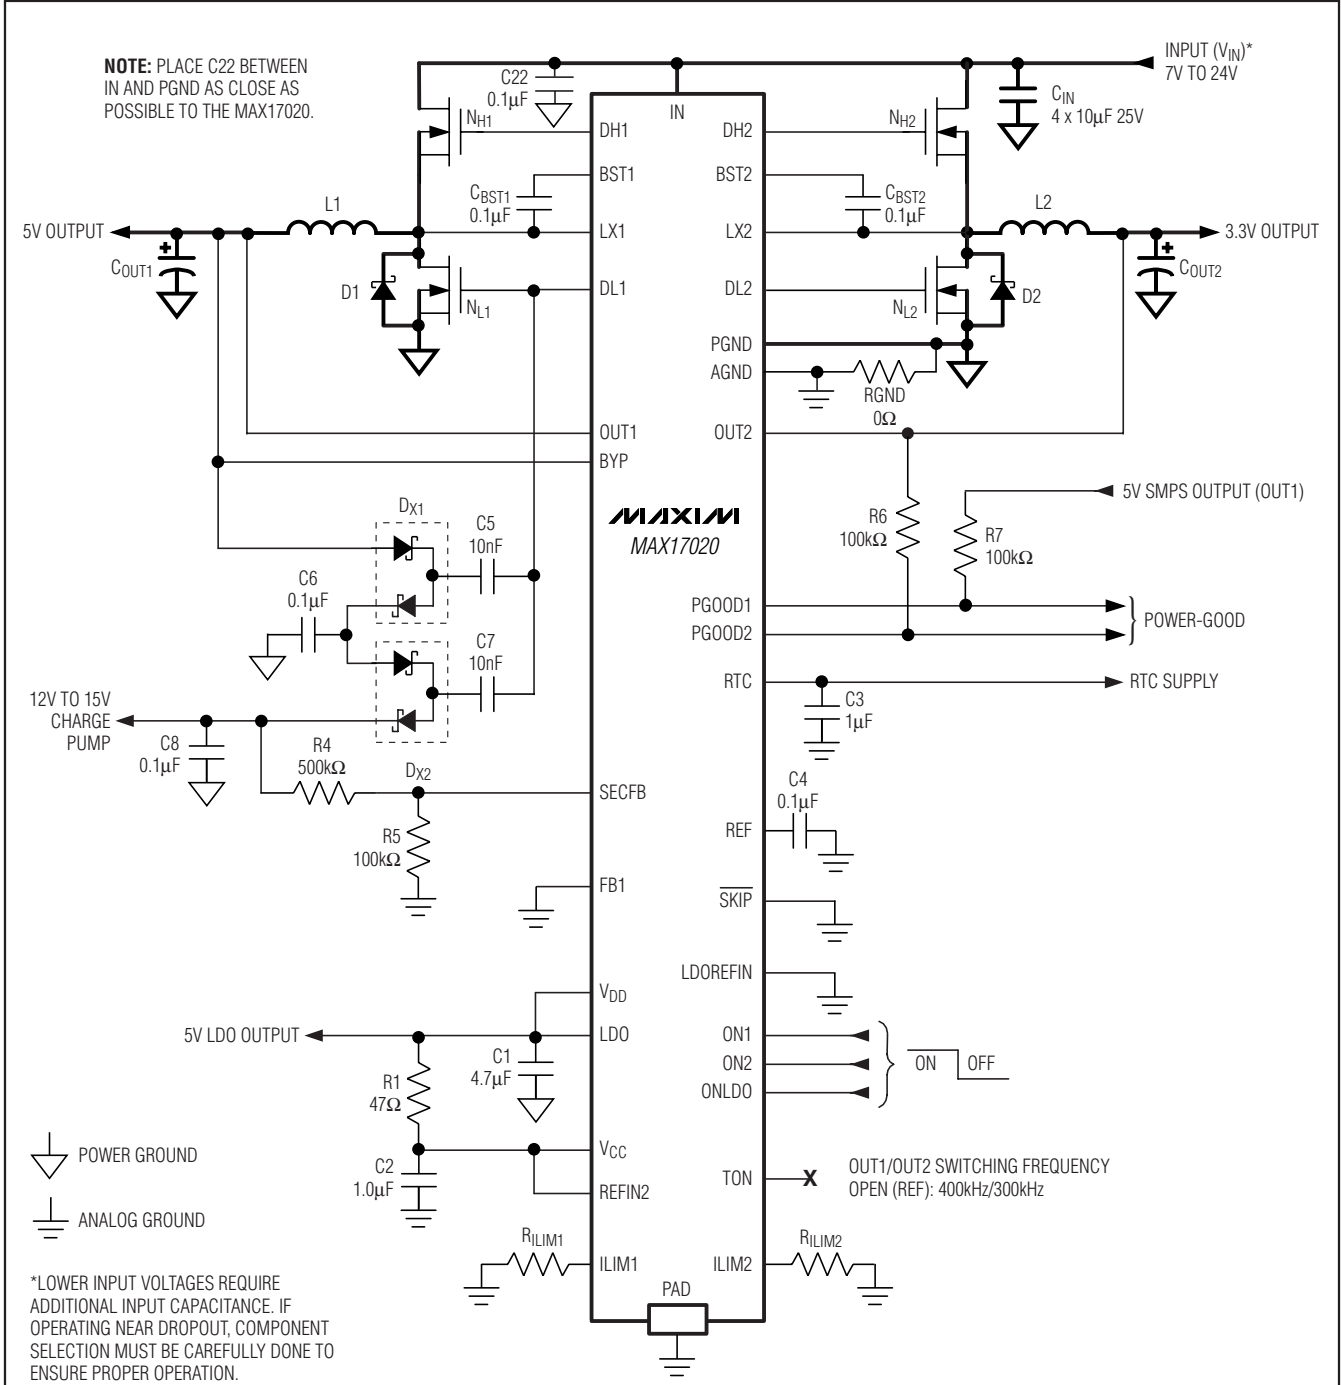 NOTE: PLACE C22 BETWEEN
IN AND PGND AS CLOSE AS
POSSIBLE TO THE MAX17020.
C22
0.1μF
INPUT (VIN)*
7V TO 24V
CIN
4 x 10μF 25V
IN
NH1
DH1
DH2
NH2
BST1
BST2
CBST1
0.1μF
CBST2
0.1μF
L1
L2
5V OUTPUT
LX1
LX2
3.3V OUTPUT
COUT1
COUT2
D1
NL1
DL1
DL2
NL2
D2
PGND
AGND
RGND
0Ω
OUT1
OUT2
BYP
5V SMPS OUTPUT (OUT1)
MAXIM
MAX17020
DX1
C5
10nF
R6
100kΩ
R7
100kΩ
C6
0.1μF
PGOOD1
PGOOD2
POWER-GOOD
C7
10nF
RTC
RTC SUPPLY
C3
1μF
12V TO 15V
CHARGE
PUMP
C8
0.1μF
R4
500kΩ
DX2
SECFB
C4
0.1μF
REF
R5
100kΩ
FB1
SKIP
LDOREFIN
VDD
5V LDO OUTPUT
LDO
ON1
ON2
ONLDO
ON
OFF
C1
4.7μF
R1
47Ω
VCC
C2
1.0μF
REFIN2
TON
X
OUT1/OUT2 SWITCHING FREQUENCY
OPEN (REF): 400kHz/300kHz
POWER GROUND
ANALOG GROUND
RILIM1
ILIM1
ILIM2
RILIM2
PAD
*LOWER INPUT VOLTAGES REQUIRE
ADDITIONAL INPUT CAPACITANCE. IF
OPERATING NEAR DROPOUT, COMPONENT
SELECTION MUST BE CAREFULLY DONE TO
ENSURE PROPER OPERATION.